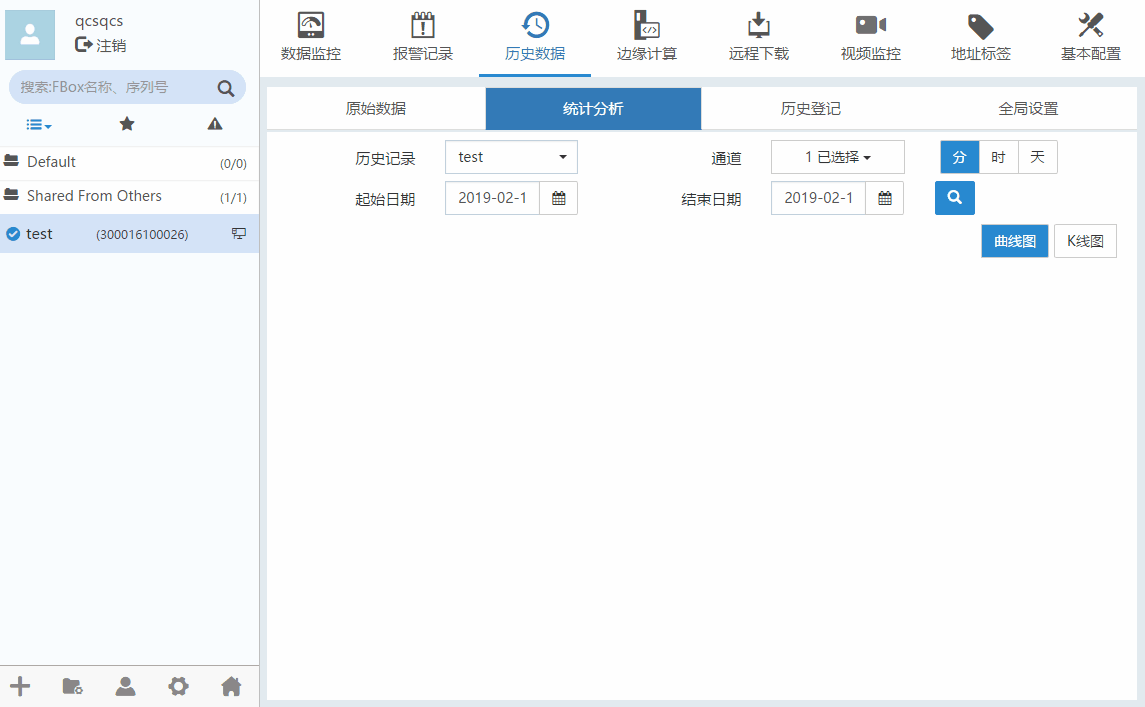 qcsqcs
注销
搜索:FBox名称、序列号
Default (0/0)
Shared From Others (1/1)
test (300016100026)
数据监控 报警记录 历史数据 边缘计算 远程下载 视频监控 地址标签 基本配置
原始数据 统计分析 历史登记 全局设置
历史记录 test 通道 1 已选择 分 时 天
起始日期 2019-02-1 结束日期 2019-02-1
曲线图 K线图